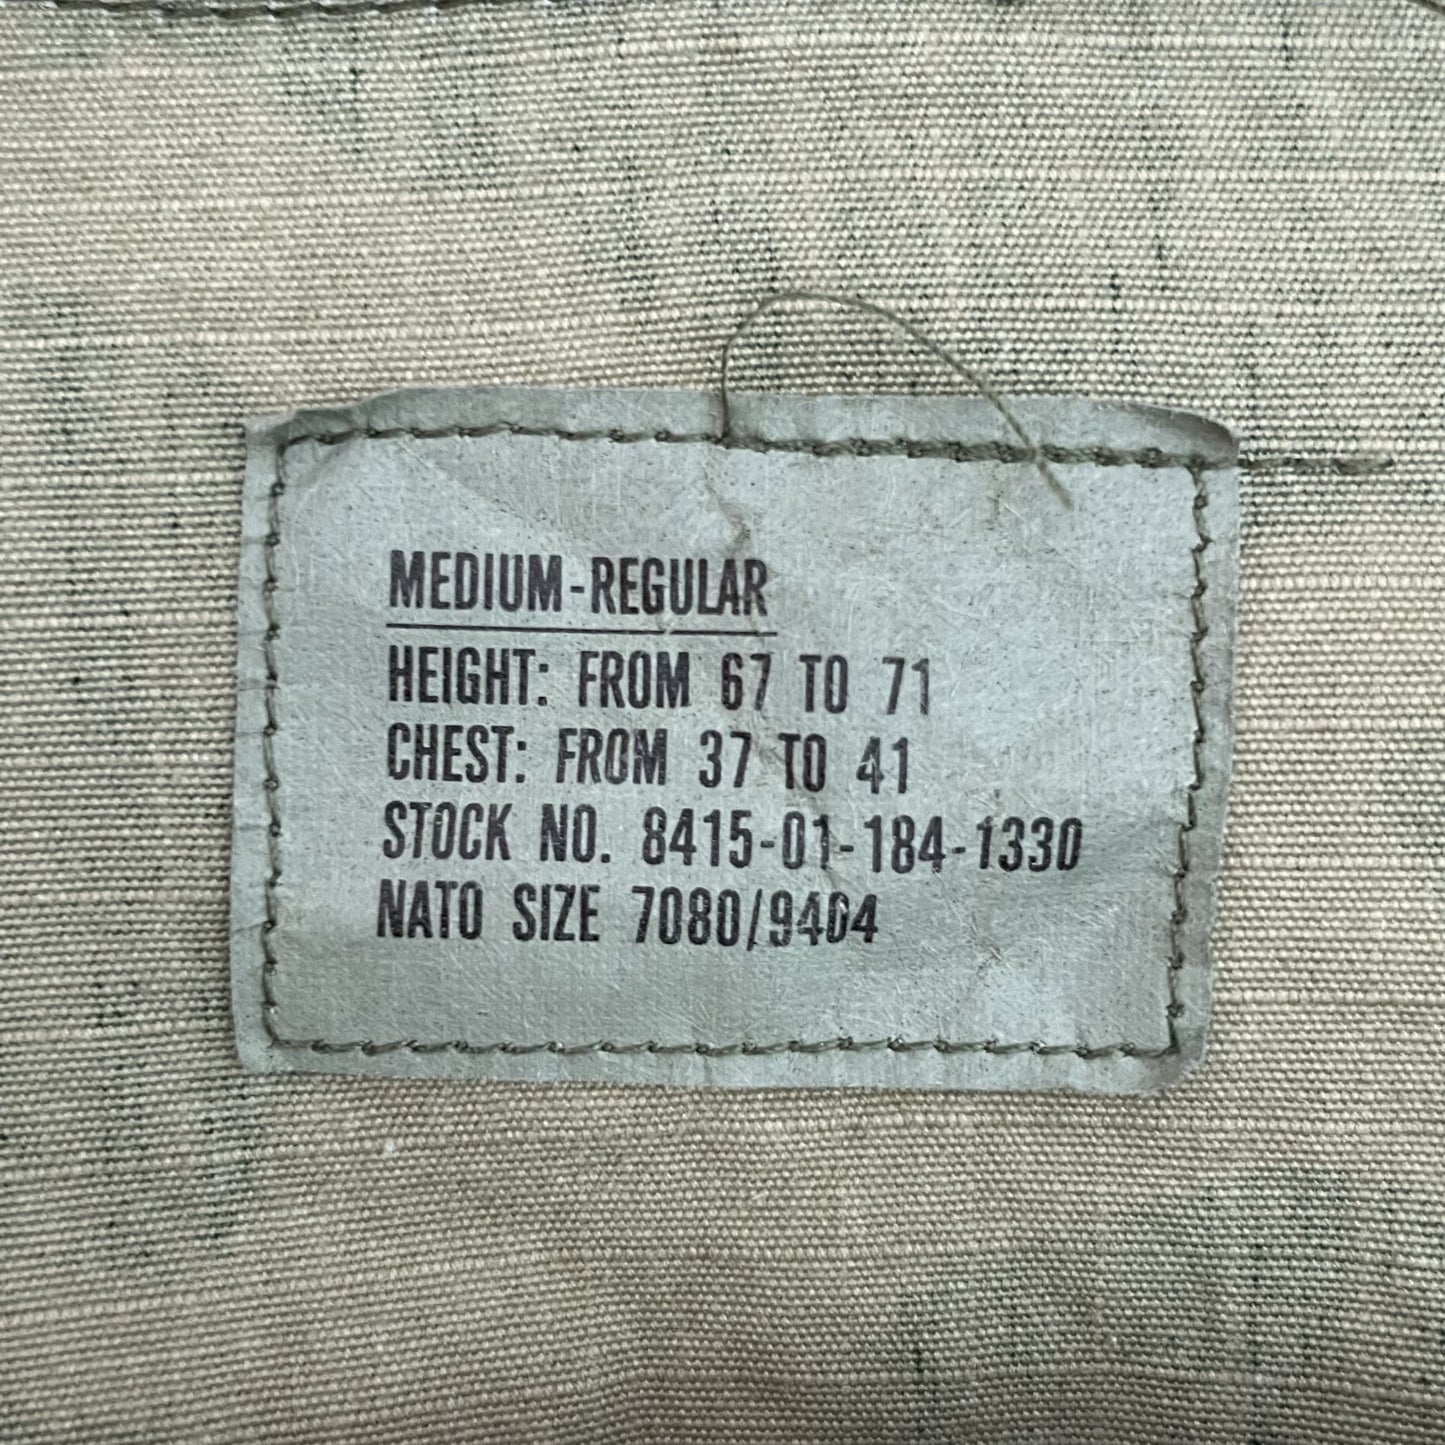 MEDIUM-REGULAR
HEIGHT: FROM 67 TO 71
CHEST: FROM 37 TO 41
STOCK NO. 8415-01-184-1330
NATO SIZE 7080/9404